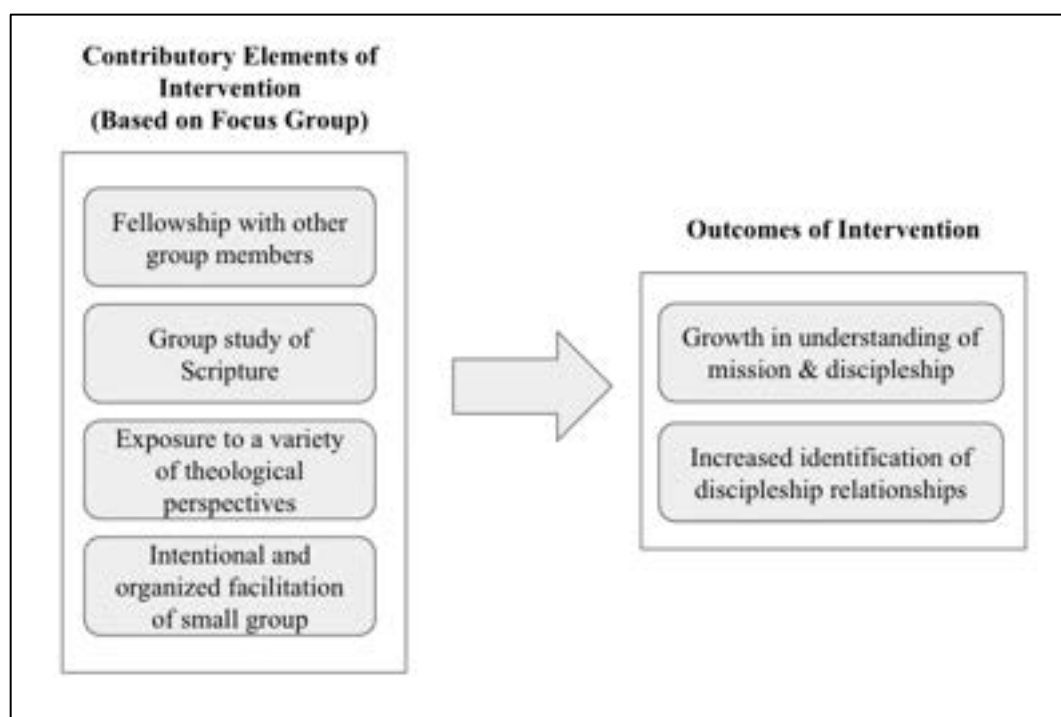 Contributory Elements of
Intervention
(Based on Focus Group)
Fellowship with other
group members
Group study of
Scripture
Exposure to a variety
of theological
perspectives
Intentional and
organized facilitation
of small group
Outcomes of Intervention
Growth in understanding of
mission & discipleship
Increased identification of
discipleship relationships